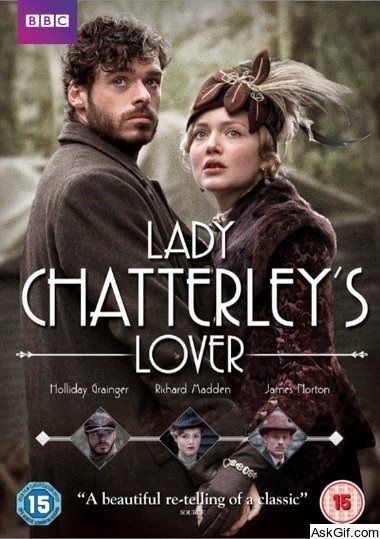 BBC
LADY
CHATTERLEY'S
LOVER
Holliday Grainger Richard Madden James Norton
15 "A beautiful re-telling of a classic" 15
SOURCE
AskGif.com